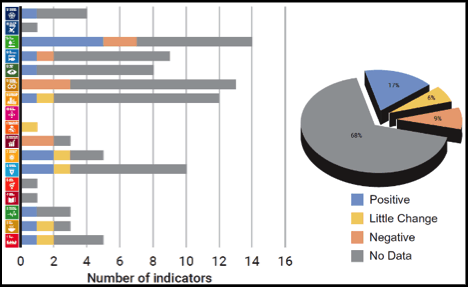 17%
6%
9%
68%
0 2 4 6 8 10 12 14 16
Number of indicators
Positive
Little Change
Negative
No Data